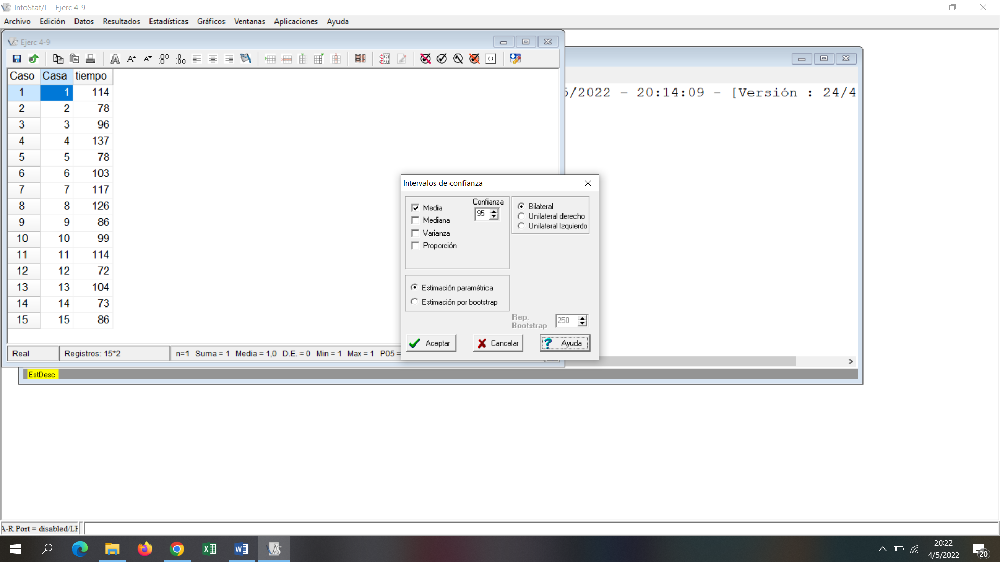 InfoStat/L - Ejerc 4-9
Archivo Edición Datos Resultados Estadísticas Gráficos Ventanas Aplicaciones Ayuda
Ejerc 4-9
Caso Casa tiempo
1 1 114
2 2 78
3 3 96
4 4 137
5 5 78
6 6 103
7 7 117
8 8 126
9 9 86
10 10 99
11 11 114
12 12 72
13 13 104
14 14 73
15 15 86
Real Registros: 15*2 n=1 Suma = 1 Media = 1,0 D.E. = 0 Min = 1 Max = 1 P05 =
5/2022 - 20:14:09 - [Versión : 24/4
EstDesc
Intervalos de confianza
Media
Mediana
Varianza
Proporción
Confianza
95
Bilateral
Unilateral derecho
Unilateral Izquierdo
Estimación paramétrica
Estimación por bootstrap
Rep.
Bootstrap
250
Aceptar Cancelar Ayuda
A-R Port = disabled/LF
20:22
4/5/2022
20